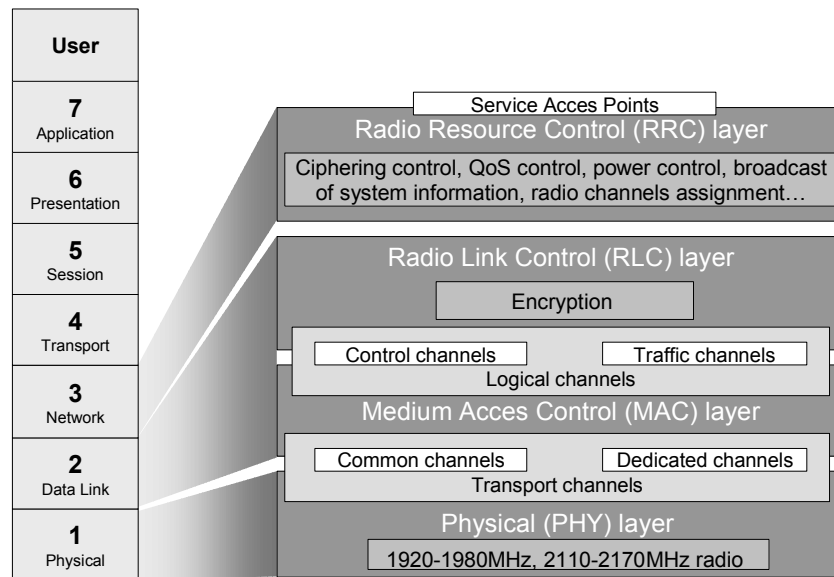 User
7
Application
6
Presentation
5
Session
4
Transport
3
Network
2
Data Link
1
Physical
Service Acces Points
Radio Resource Control (RRC) layer
Ciphering control, QoS control, power control, broadcast
of system information, radio channels assignment…
Radio Link Control (RLC) layer
Encryption
Control channels
Traffic channels
Logical channels
Medium Acces Control (MAC) layer
Common channels
Dedicated channels
Transport channels
Physical (PHY) layer
1920-1980MHz, 2110-2170MHz radio